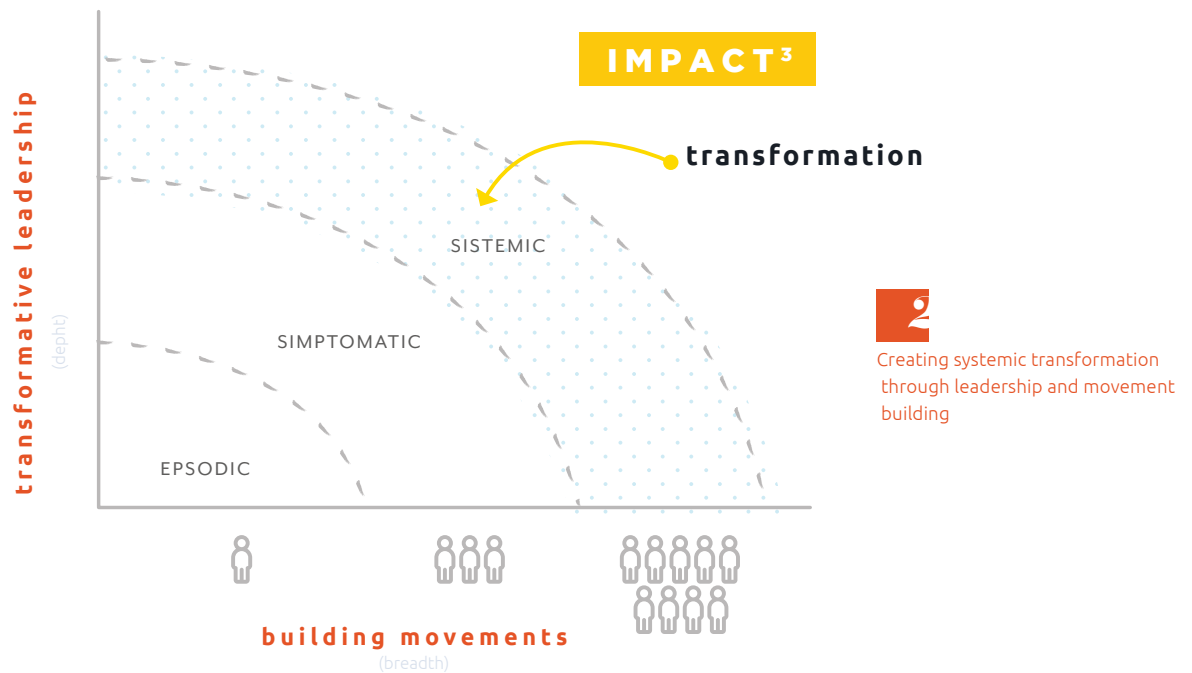 IMPACT³
transformation
transformative leadership
(depht)
SISTEMIC
SIMPTOMATIC
EPSODIC
2
Creating systemic transformation
through leadership and movement
building
building movements
(breadth)